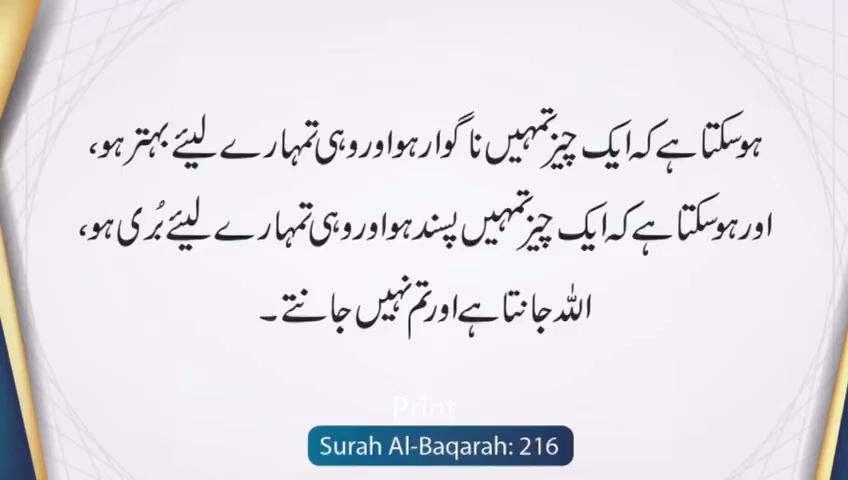 ہوسکتا ہے کہ ایک چیز تمہیں ناگوار ہو اور وہی تمہارے لیئے بہتر ہو،
اور ہوسکتا ہے کہ ایک چیز تمہیں پسند ہو اور وہی تمہارے لیئے بُری ہو،
اللہ جانتا ہے اور تم نہیں جانتے ۔
Print
Surah Al-Baqarah: 216